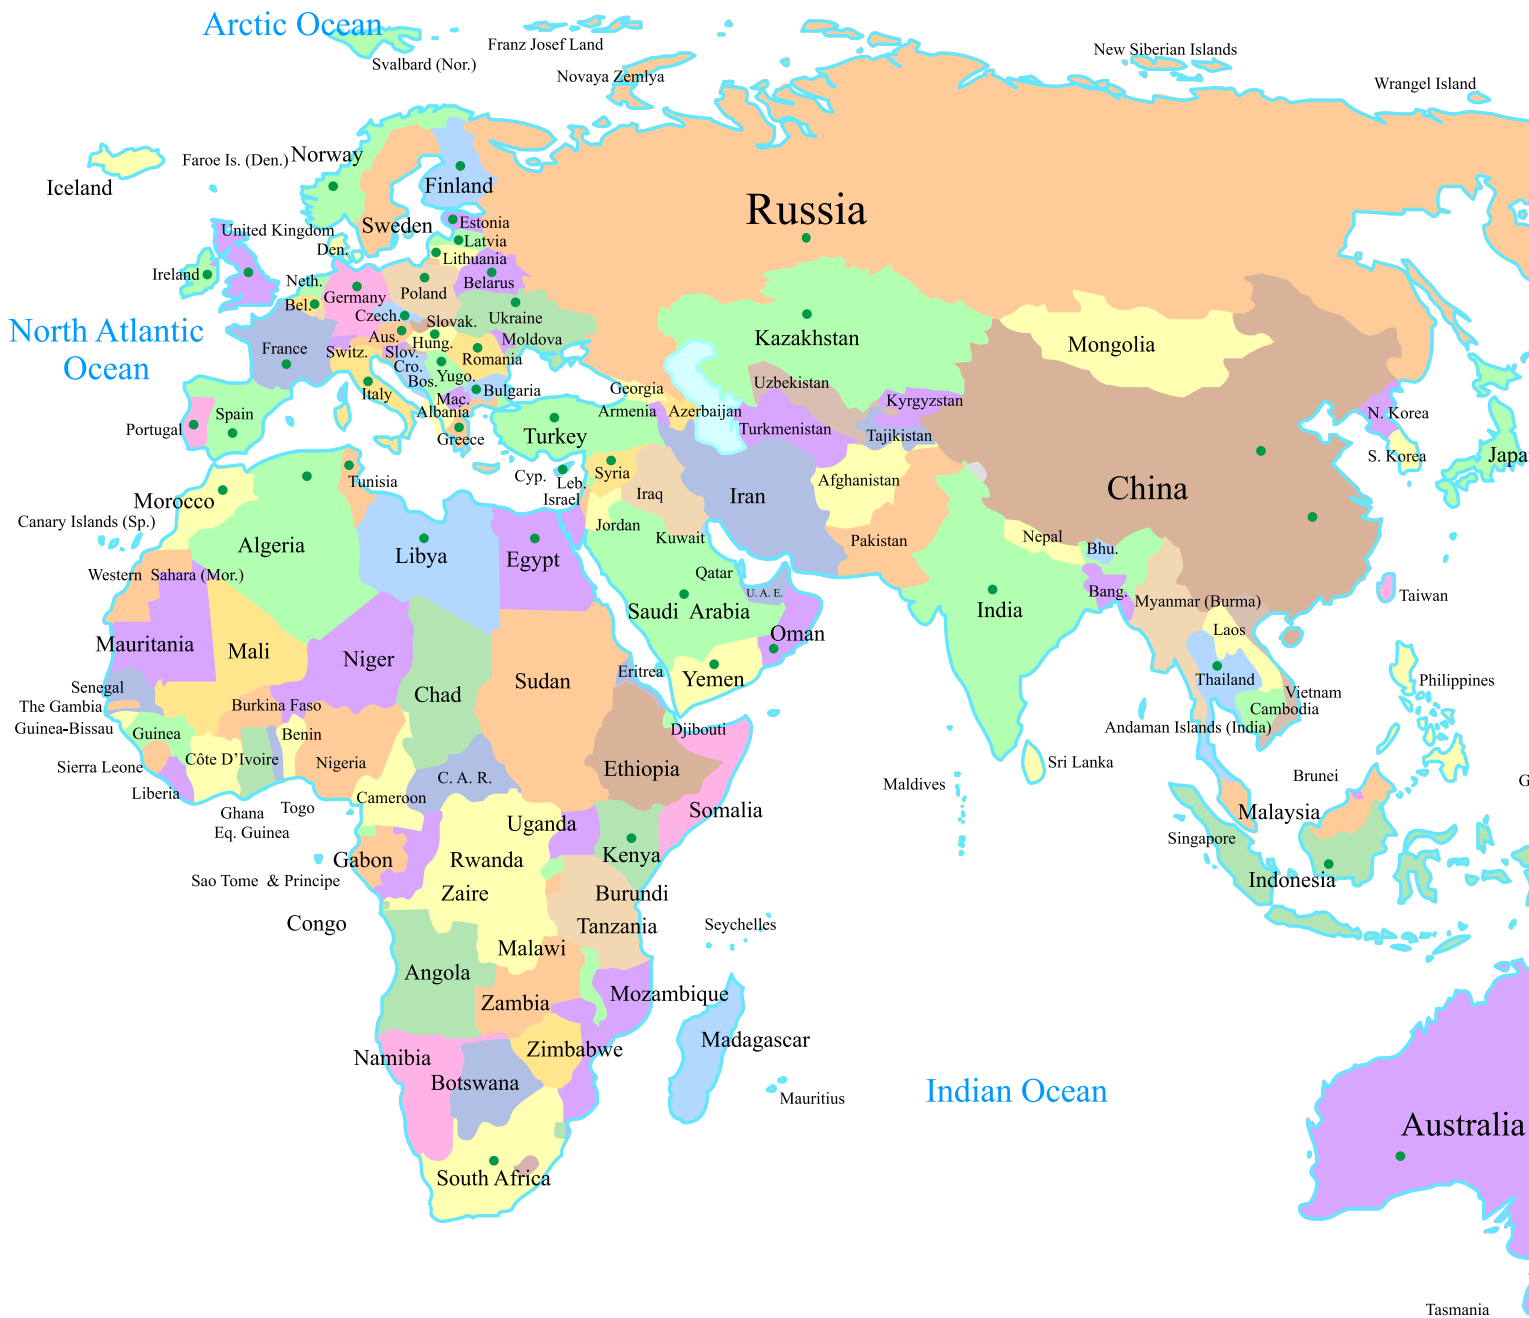 Arctic Ocean
Svalbard (Nor.)
Franz Josef Land
Novaya Zemlya
New Siberian Islands
Wrangel Island
Iceland
Faroe Is. (Den.)
Norway
Finland
Sweden
Russia
United Kingdom
Den.
Estonia
Latvia
Lithuania
Ireland
Neth.
Belarus
Bel.
Germany
Poland
Czech.
Slovak.
Ukraine
North Atlantic
Ocean
France
Switz.
Aus.
Hung.
Moldova
Slov.
Romania
Cro.
Bos.
Yugo.
Italy
Bulgaria
Mac.
Albania
Greece
Portugal
Spain
Georgia
Armenia
Azerbaijan
Kazakhstan
Uzbekistan
Turkmenistan
Kyrgyzstan
Tajikistan
Mongolia
N. Korea
S. Korea
Japa
China
Turkey
Cyp.
Leb.
Syria
Israel
Iraq
Iran
Afghanistan
Jordan
Kuwait
Pakistan
Nepal
Bhu.
Bang.
Qatar
U. A. E.
Saudi Arabia
Oman
Yemen
India
Myanmar (Burma)
Laos
Taiwan
Thailand
Vietnam
Cambodia
Philippines
Andaman Islands (India)
Sri Lanka
Maldives
Brunei
Malaysia
Singapore
Indonesia
G
Morocco
Tunisia
Canary Islands (Sp.)
Algeria
Libya
Egypt
Western Sahara (Mor.)
Mauritania
Mali
Niger
Chad
Sudan
Eritrea
Senegal
The Gambia
Guinea-Bissau
Guinea
Burkina Faso
Benin
Djibouti
Sierra Leone
Côte D’Ivoire
Nigeria
Ethiopia
Liberia
Ghana
Togo
Cameroon
C. A. R.
Somalia
Eq. Guinea
Uganda
Kenya
Gabon
Rwanda
Sao Tome & Principe
Zaire
Burundi
Congo
Tanzania
Seychelles
Malawi
Angola
Zambia
Mozambique
Madagascar
Namibia
Zimbabwe
Botswana
Mauritius
South Africa
Indian Ocean
Australia
Tasmania